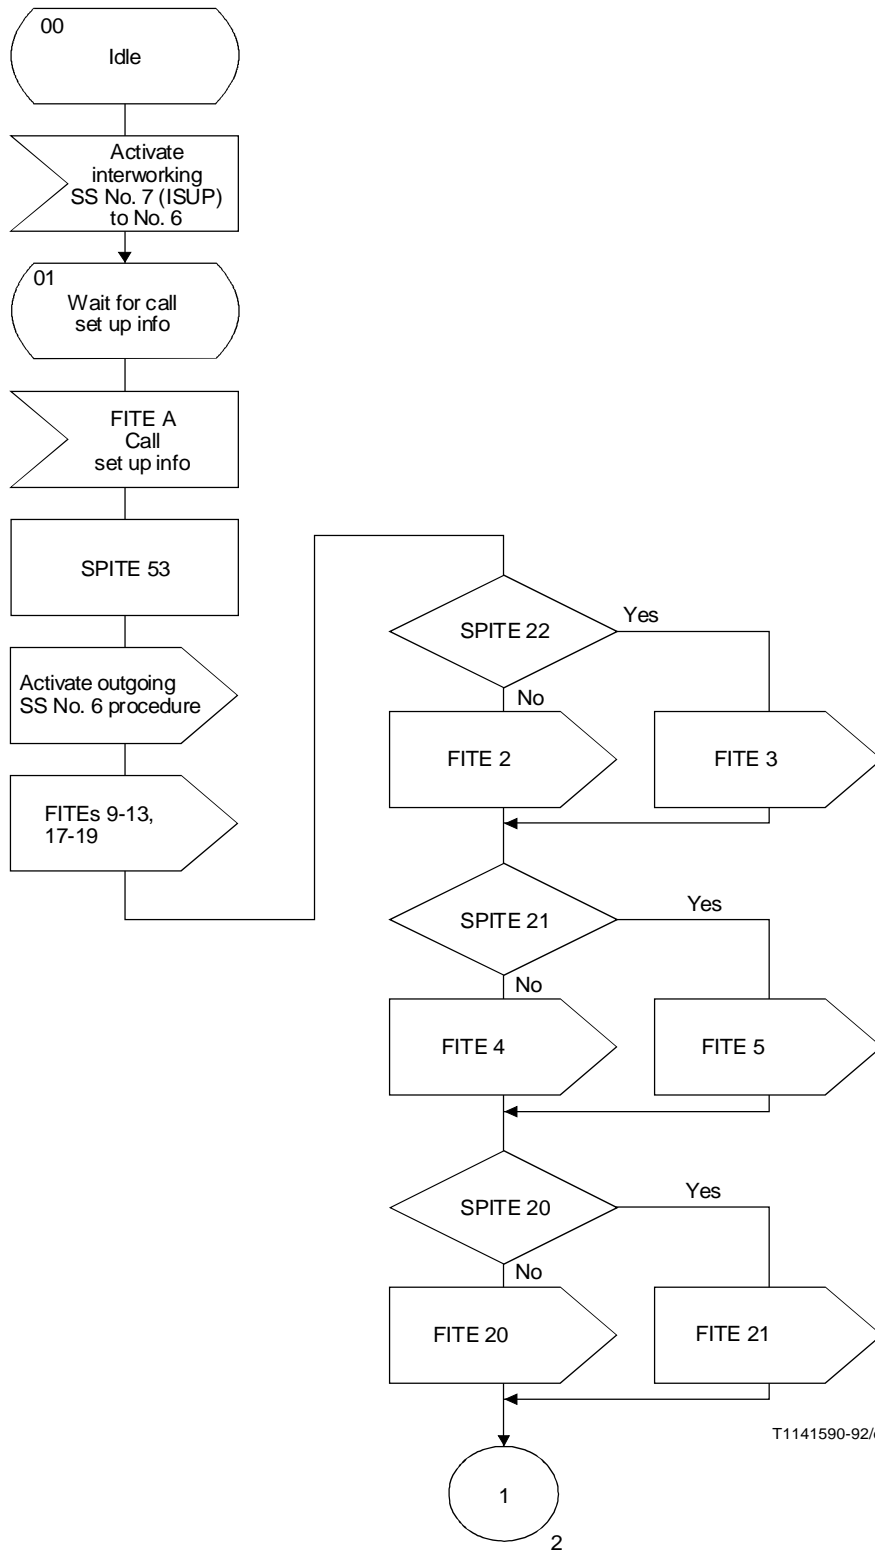 00
Idle
Activate
interworking
SS No. 7 (ISUP)
to No. 6
01
Wait for call
set up info
FITE A
Call
set up info
SPITE 53
Activate outgoing
SS No. 6 procedure
FITEs 9-13,
17-19
SPITE 22
Yes
No
FITE 2
FITE 3
SPITE 21
Yes
No
FITE 4
FITE 5
SPITE 20
Yes
No
FITE 20
FITE 21
1
2